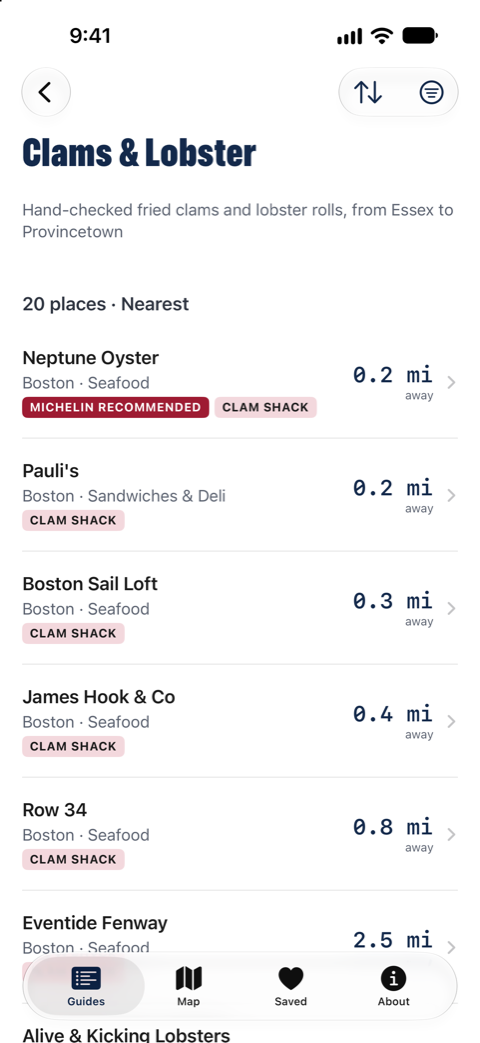 9:41
Clams & Lobster
Hand-checked fried clams and lobster rolls, from Essex to
Provincetown
20 places · Nearest
Neptune Oyster
Boston · Seafood
MICHELIN RECOMMENDED CLAM SHACK
0.2 mi
away
Pauli's
Boston · Sandwiches & Deli
CLAM SHACK
0.2 mi
away
Boston Sail Loft
Boston · Seafood
CLAM SHACK
0.3 mi
away
James Hook & Co
Boston · Seafood
CLAM SHACK
0.4 mi
away
Row 34
Boston · Seafood
CLAM SHACK
0.8 mi
away
Eventide Fenway
Boston · Seafood
2.5 mi
Guides Map Saved About
Alive & Kicking Lobsters